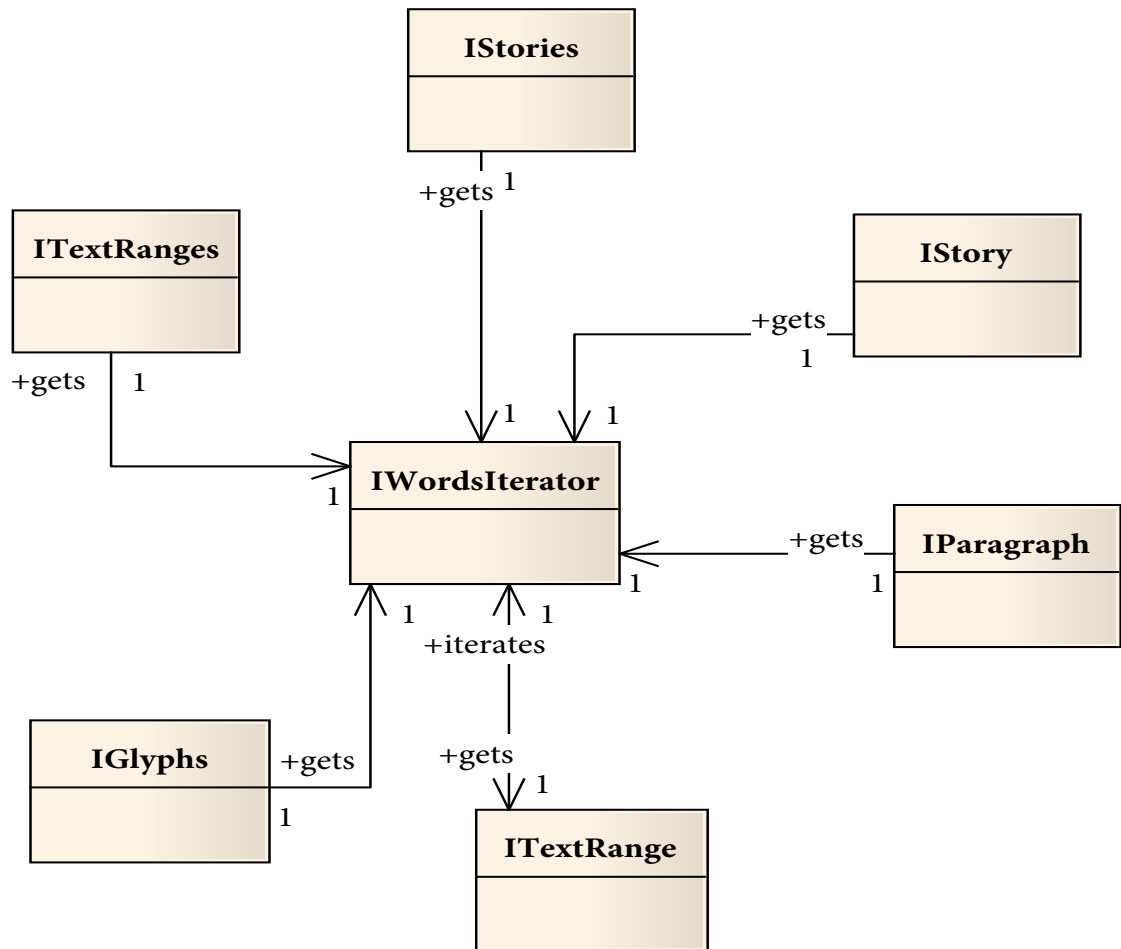 IStories
+gets 1
ITextRanges
IStory
+gets
1
+gets 1
1
1
1
IWordsIterator
+gets
IParagraph
1
1
1
1
+iterates
IGlyphs
+gets
1
+gets
1
ITextRange